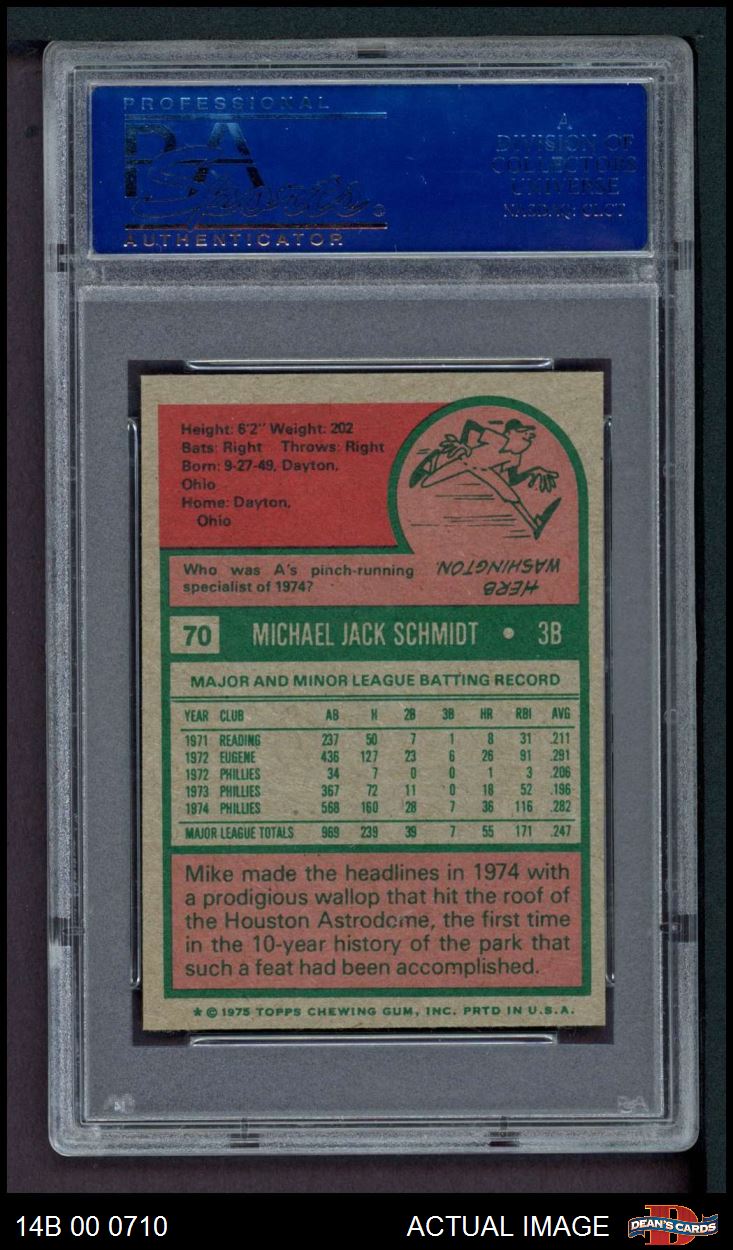 PROFESSIONAL
PSA
Sports
AUTHENTICATOR
A
DIVISION OF
COLLECTORS
UNIVERSE
NASDAQ: CLCT
Height: 6'2" Weight: 202
Bats: Right Throws: Right
Born: 9-27-49, Dayton,
Ohio
Home: Dayton,
Ohio
Who was A's pinch-running
specialist of 1974?
HERB
WASHINGTON
70 MICHAEL JACK SCHMIDT • 3B
MAJOR AND MINOR LEAGUE BATTING RECORD
YEAR CLUB AB H 2B 3B HR RBI AVG
1971 READING 237 50 7 1 8 31 .211
1972 EUGENE 436 127 23 6 26 91 .291
1972 PHILLIES 34 7 0 0 1 3 .206
1973 PHILLIES 367 72 11 0 18 52 .196
1974 PHILLIES 568 160 28 7 36 116 .282
MAJOR LEAGUE TOTALS 969 239 39 7 55 171 .247
Mike made the headlines in 1974 with
a prodigious wallop that hit the roof of
the Houston Astrodome, the first time
in the 10-year history of the park that
such a feat had been accomplished.
* © 1975 TOPPS CHEWING GUM, INC. PRTD IN U.S.A.
PSA
14B 00 0710
ACTUAL IMAGE
D
DEAN'S CARDS